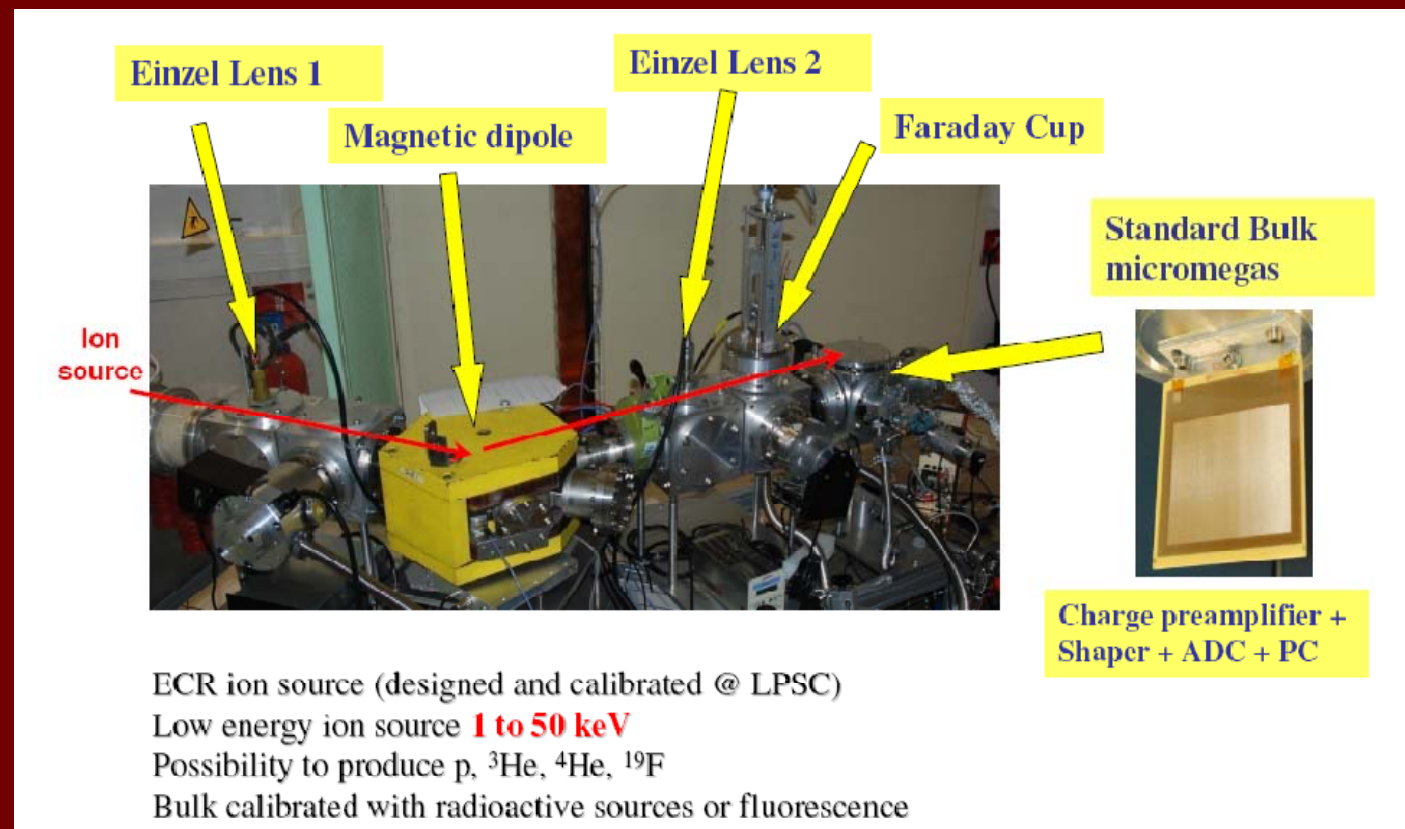 Einzel Lens 1
Einzel Lens 2
Magnetic dipole
Faraday Cup
Standard Bulk
micromegas
Ion
source
Charge preamplifier +
Shaper + ADC + PC
ECR ion source (designed and calibrated @ LPSC)
Low energy ion source 1 to 50 keV
Possibility to produce p, ³He, ⁴He, ¹⁹F
Bulk calibrated with radioactive sources or fluorescence